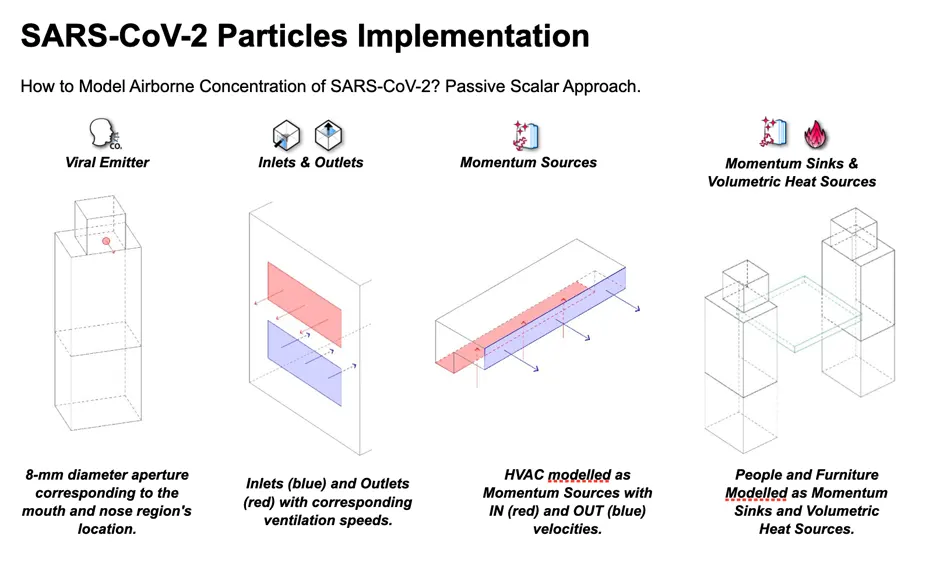 SARS-CoV-2 Particles Implementation
How to Model Airborne Concentration of SARS-CoV-2? Passive Scalar Approach.
CO.
Viral Emitter
Inlets & Outlets
Momentum Sources
Momentum Sinks &
Volumetric Heat Sources
8-mm diameter aperture
corresponding to the
mouth and nose region's
location.
Inlets (blue) and Outlets
(red) with corresponding
ventilation speeds.
HVAC modelled as
Momentum Sources with
IN (red) and OUT (blue)
velocities.
People and Furniture
Modelled as Momentum
Sinks and Volumetric
Heat Sources.